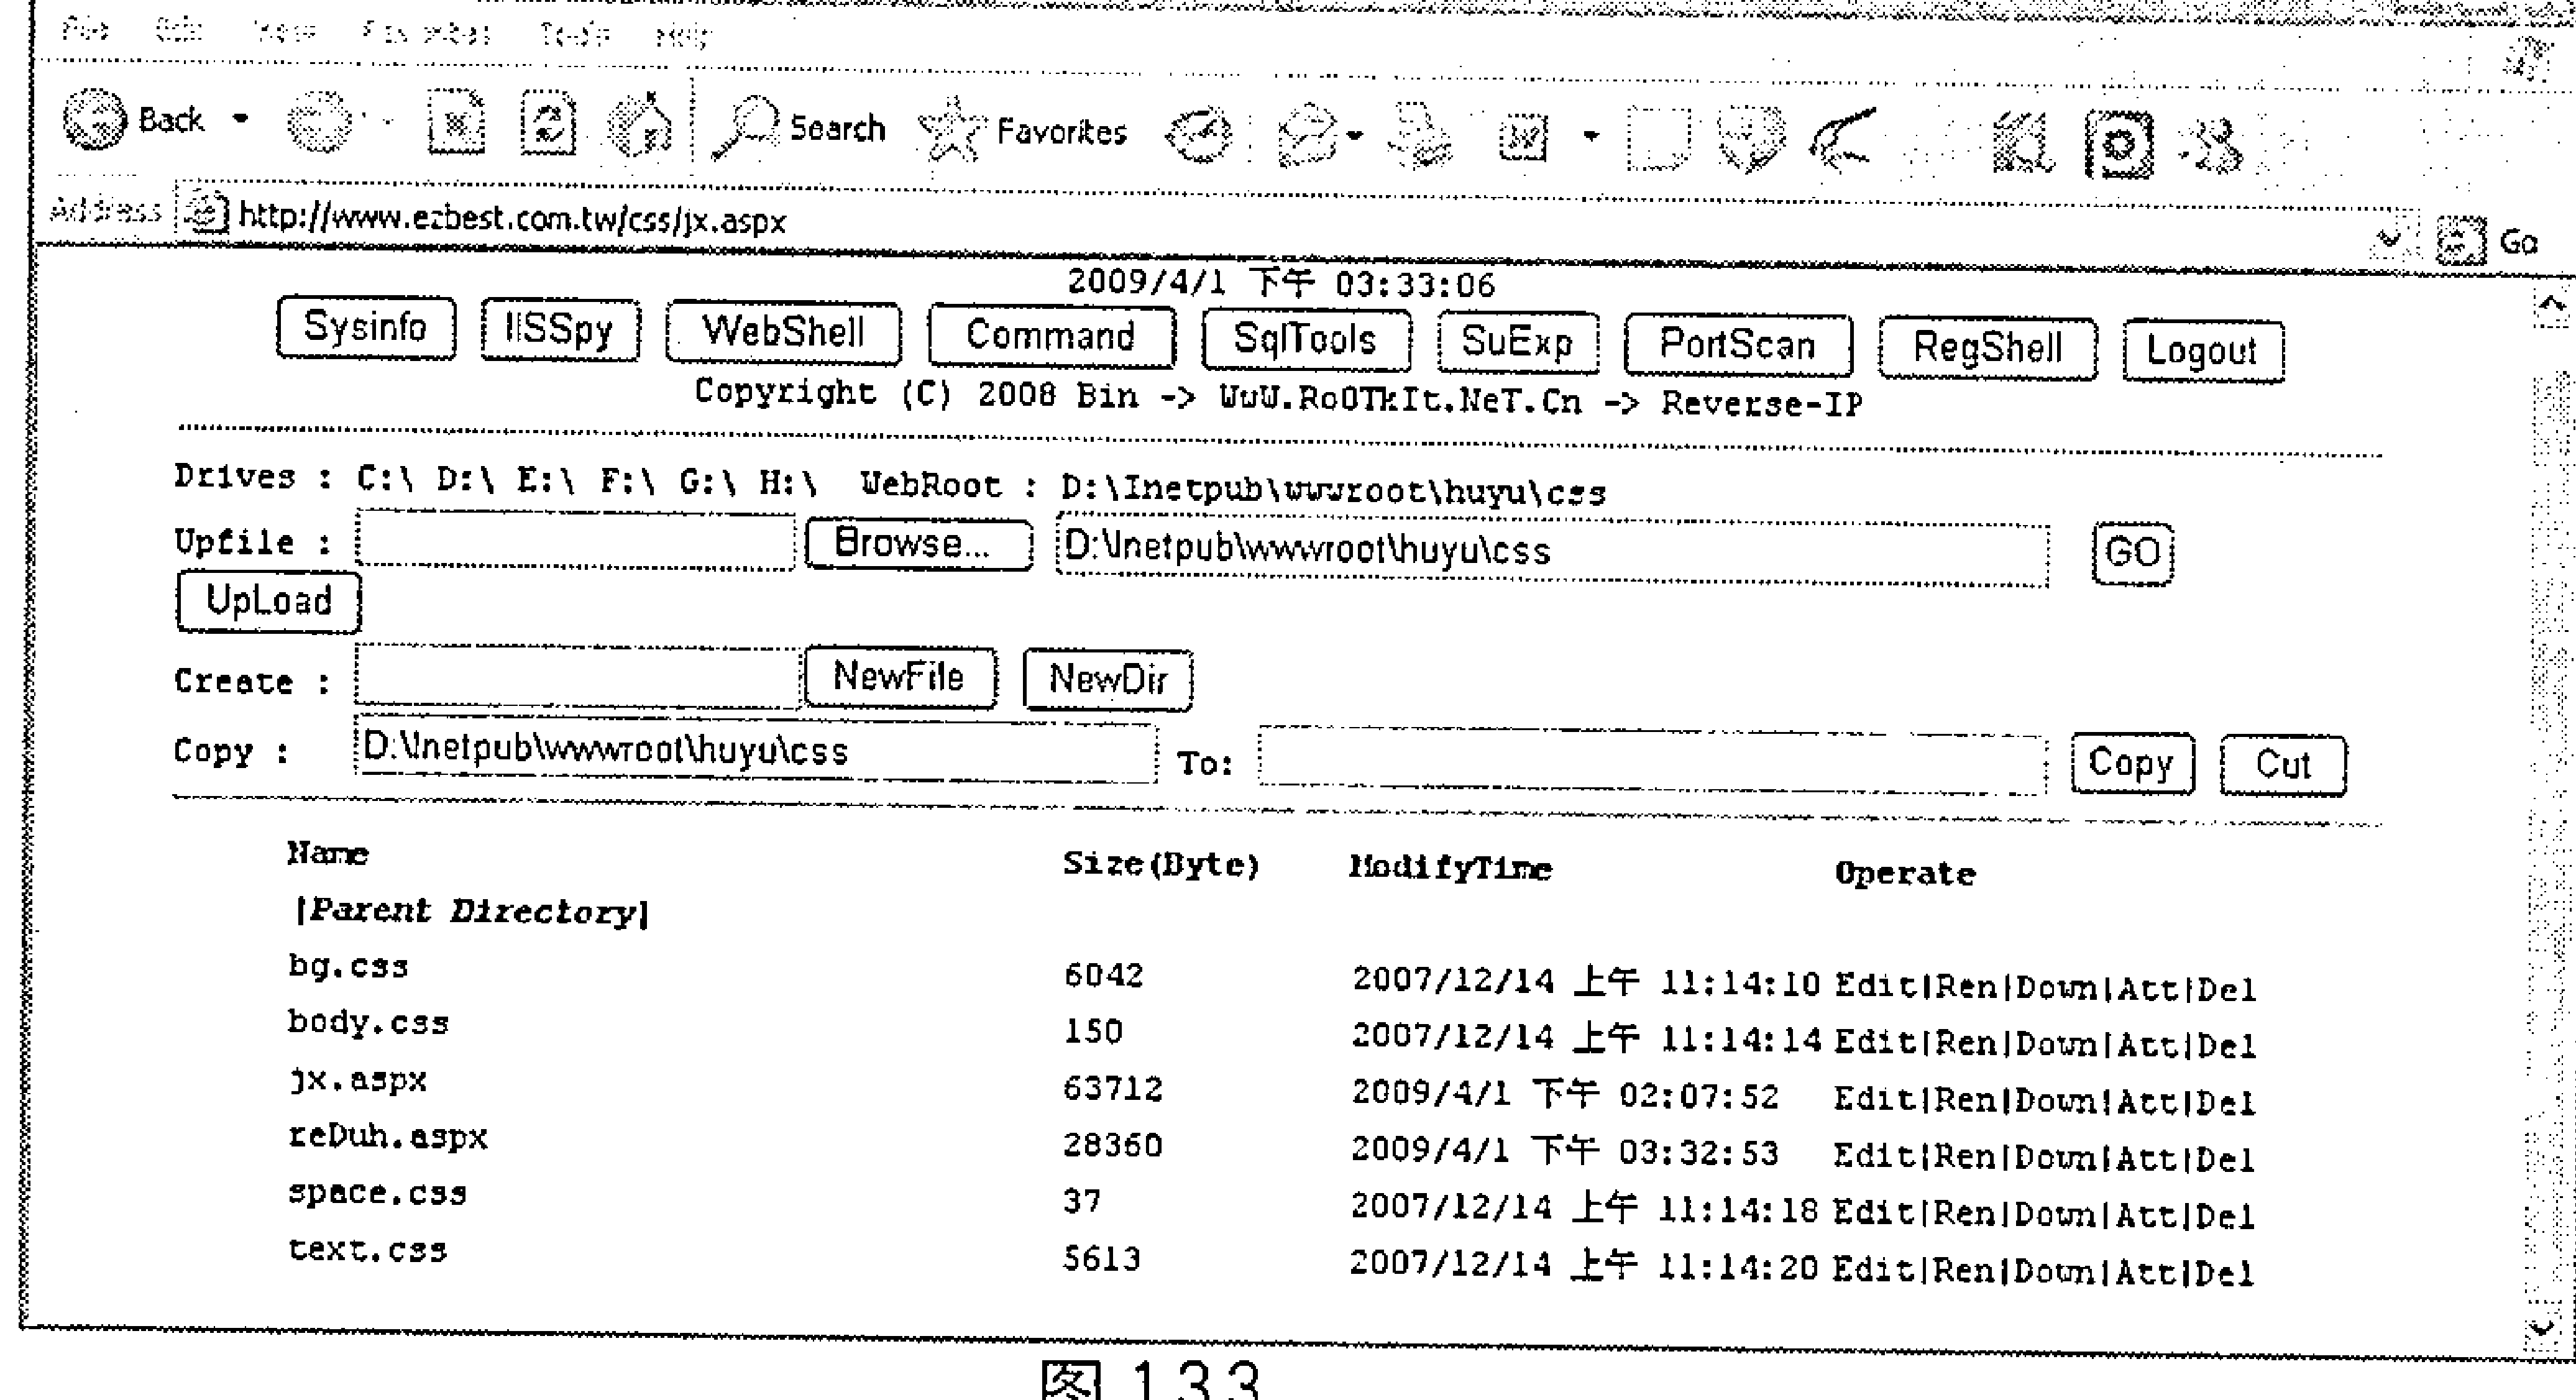 Back
Search
Favorites
Address http://www.ezbest.com.tw/css/jx.aspx Go
2009/4/1 下午 03:33:06
Sysinfo IISSpy WebShell Command SqlTools SuExp PortScan RegShell Logout
Copyright (C) 2008 Bin -> WwW.RoOTkIt.NeT.Cn -> Reverse-IP
Drives : C:\ D:\ E:\ F:\ G:\ H:\ WebRoot : D:\Inetpub\wwwroot\huyu\css
Upfile : Browse... D:\Inetpub\wwwroot\huyu\css GO
UpLoad
Create : NewFile NewDir
Copy : D:\Inetpub\wwwroot\huyu\css To: Copy Cut
Name Size(Byte) ModifyTime Operate
|Parent Directory|
bg.css 6042 2007/12/14 上午 11:14:10 Edit|Ren|Down|Att|Del
body.css 150 2007/12/14 上午 11:14:14 Edit|Ren|Down|Att|Del
jx.aspx 63712 2009/4/1 下午 02:07:52 Edit|Ren|Down|Att|Del
reDuh.aspx 28360 2009/4/1 下午 03:32:53 Edit|Ren|Down|Att|Del
space.css 37 2007/12/14 上午 11:14:18 Edit|Ren|Down|Att|Del
text.css 5613 2007/12/14 上午 11:14:20 Edit|Ren|Down|Att|Del
图 133